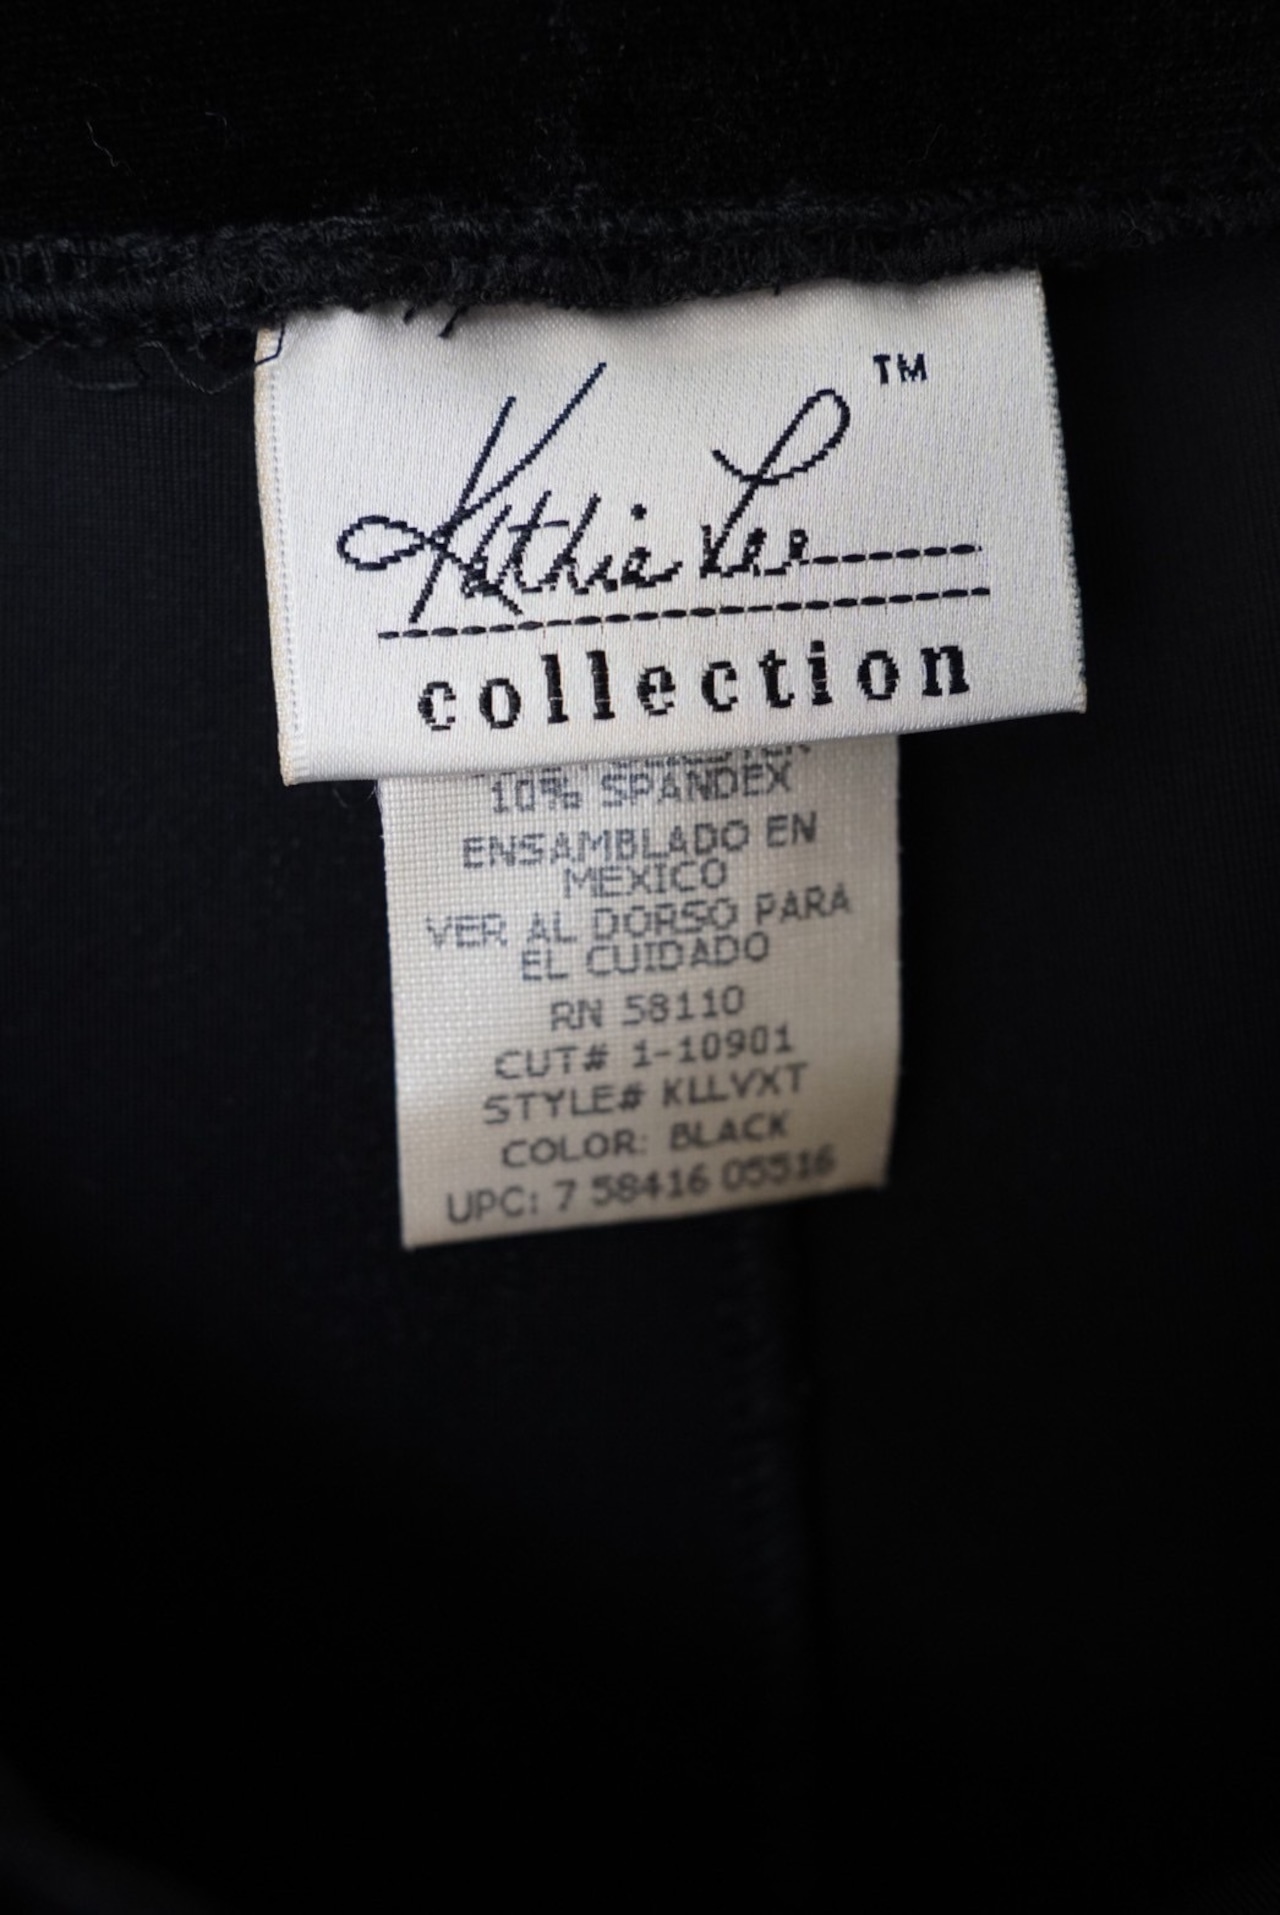 Kathie Lee TM
collection
10% SPANDEX
ENSAMBLADO EN
MEXICO
VER AL DORSO PARA
EL CUIDADO
RN 58110
CUT# 1-10901
STYLE# KLLVXT
COLOR: BLACK
UPC: 7 58416 05516